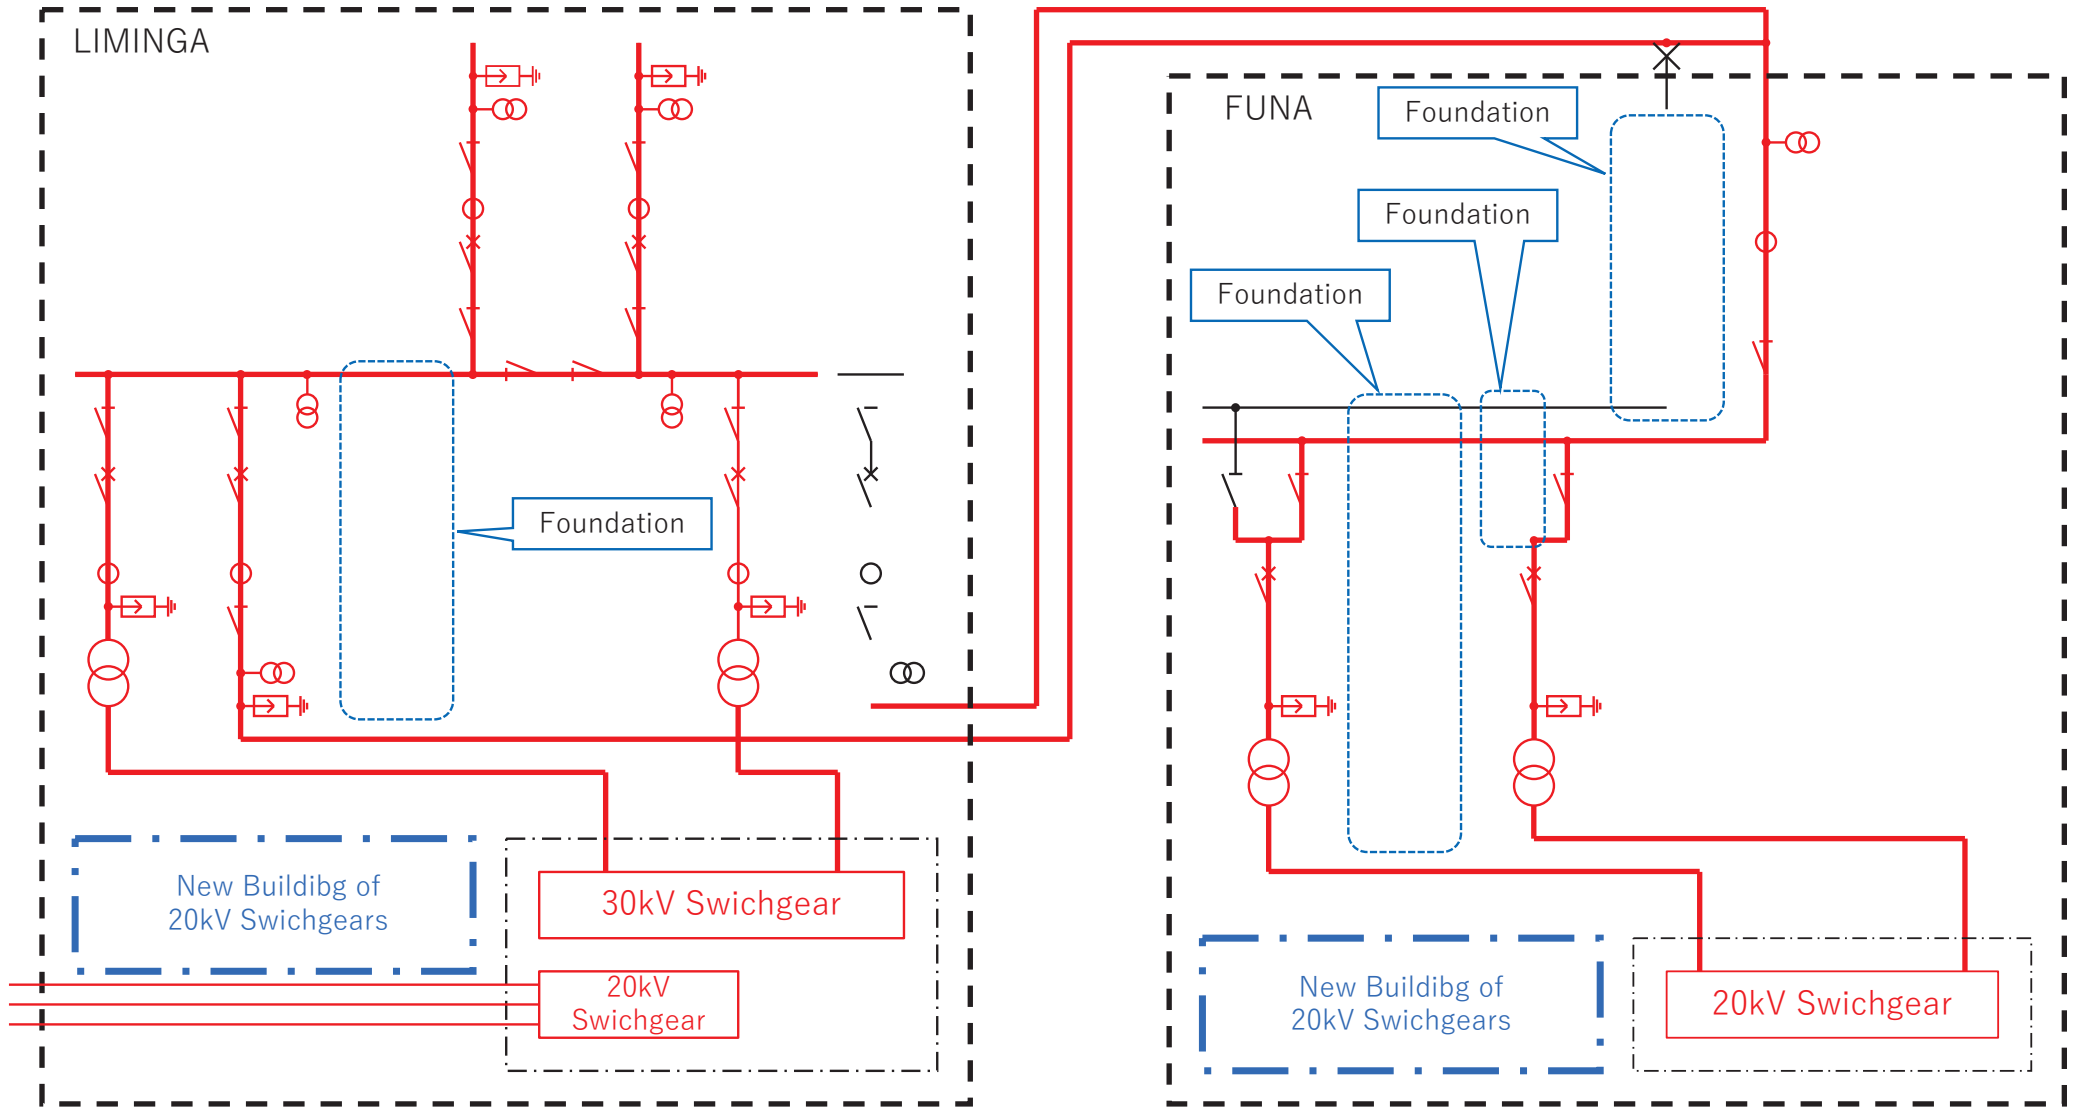 LIMINGA
FUNA
Foundation
Foundation
Foundation
Foundation
New Buildibg of
20kV Swichgears
30kV Swichgear
20kV
Swichgear
New Buildibg of
20kV Swichgears
20kV Swichgear